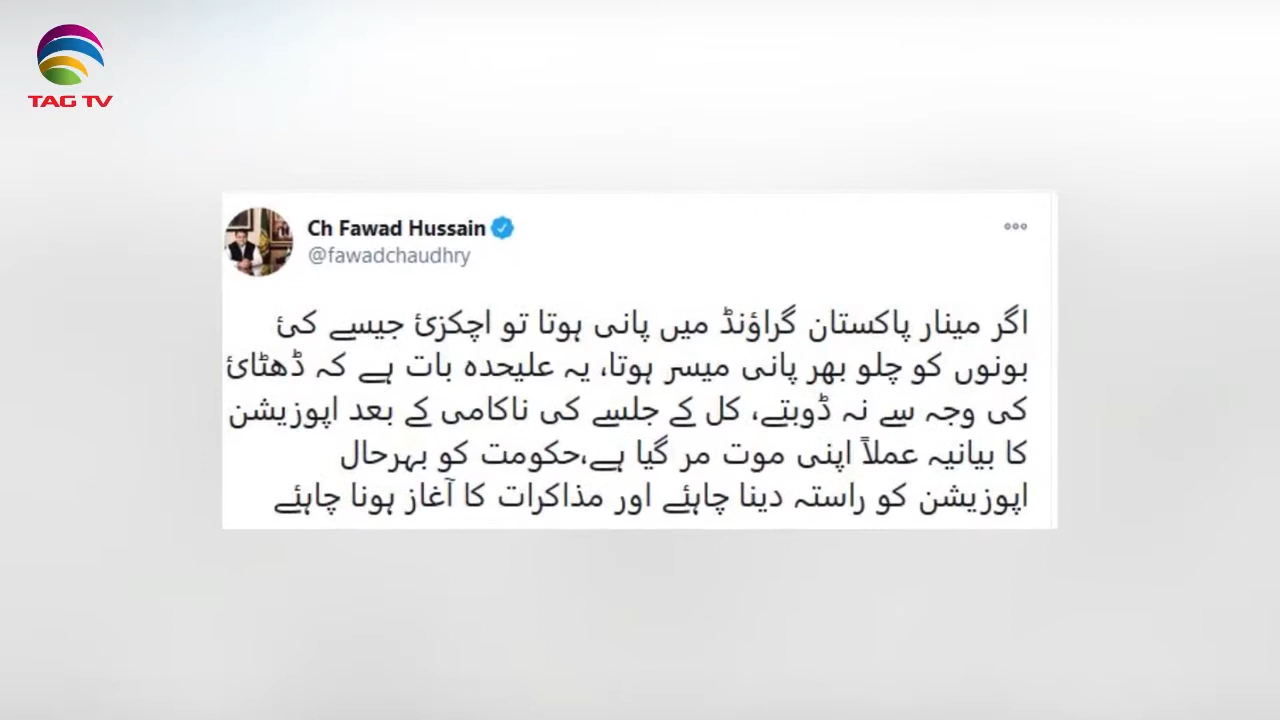 TAG TV
Ch Fawad Hussain
@fawadchaudhry
اگر مینار پاکستان گراؤنڈ میں پانی ہوتا تو اچکزئ جیسے کئ
بونوں کو چلو بھر پانی میسر ہوتا، یہ علیحدہ بات ہے کہ ڈھٹائ
کی وجہ سے نہ ڈوبتے، کل کے جلسے کی ناکامی کے بعد اپوزیشن
کا بیانیہ عملاً اپنی موت مر گیا ہے،حکومت کو بہرحال
اپوزیشن کو راستہ دینا چاہئے اور مذاکرات کا آغاز ہونا چاہئے